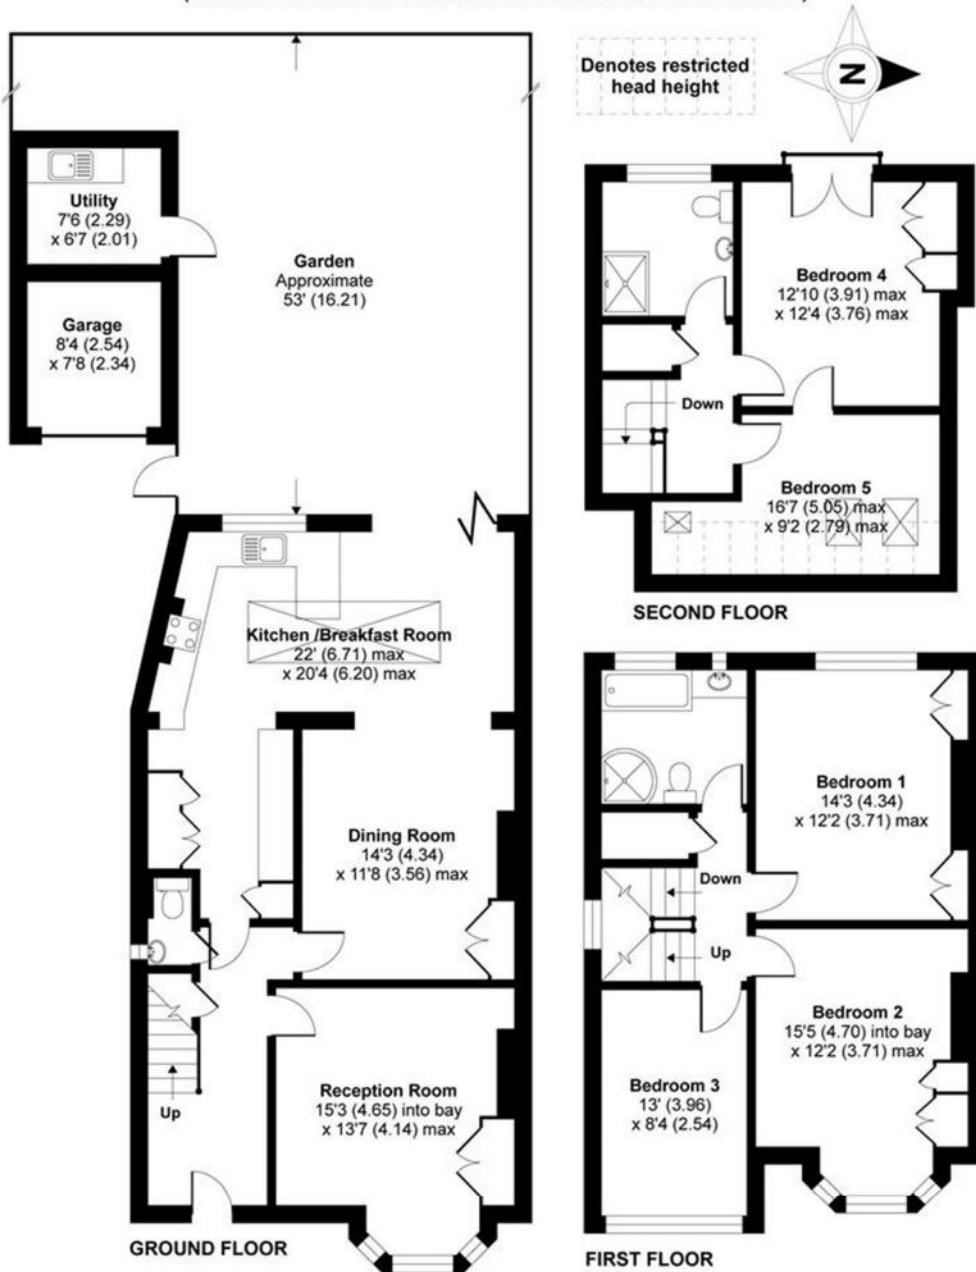 Denotes restricted
head height
N
Utility
7'6 (2.29)
x 6'7 (2.01)
Garage
8'4 (2.54)
x 7'8 (2.34)
Garden
Approximate
53' (16.21)
Kitchen /Breakfast Room
22' (6.71) max
x 20'4 (6.20) max
Dining Room
14'3 (4.34)
x 11'8 (3.56) max
Reception Room
15'3 (4.65) into bay
x 13'7 (4.14) max
Up
GROUND FLOOR
Bedroom 4
12'10 (3.91) max
x 12'4 (3.76) max
Down
Bedroom 5
16'7 (5.05) max
x 9'2 (2.79) max
SECOND FLOOR
Bedroom 1
14'3 (4.34)
x 12'2 (3.71) max
Down
Up
Bedroom 2
15'5 (4.70) into bay
x 12'2 (3.71) max
Bedroom 3
13' (3.96)
x 8'4 (2.54)
FIRST FLOOR